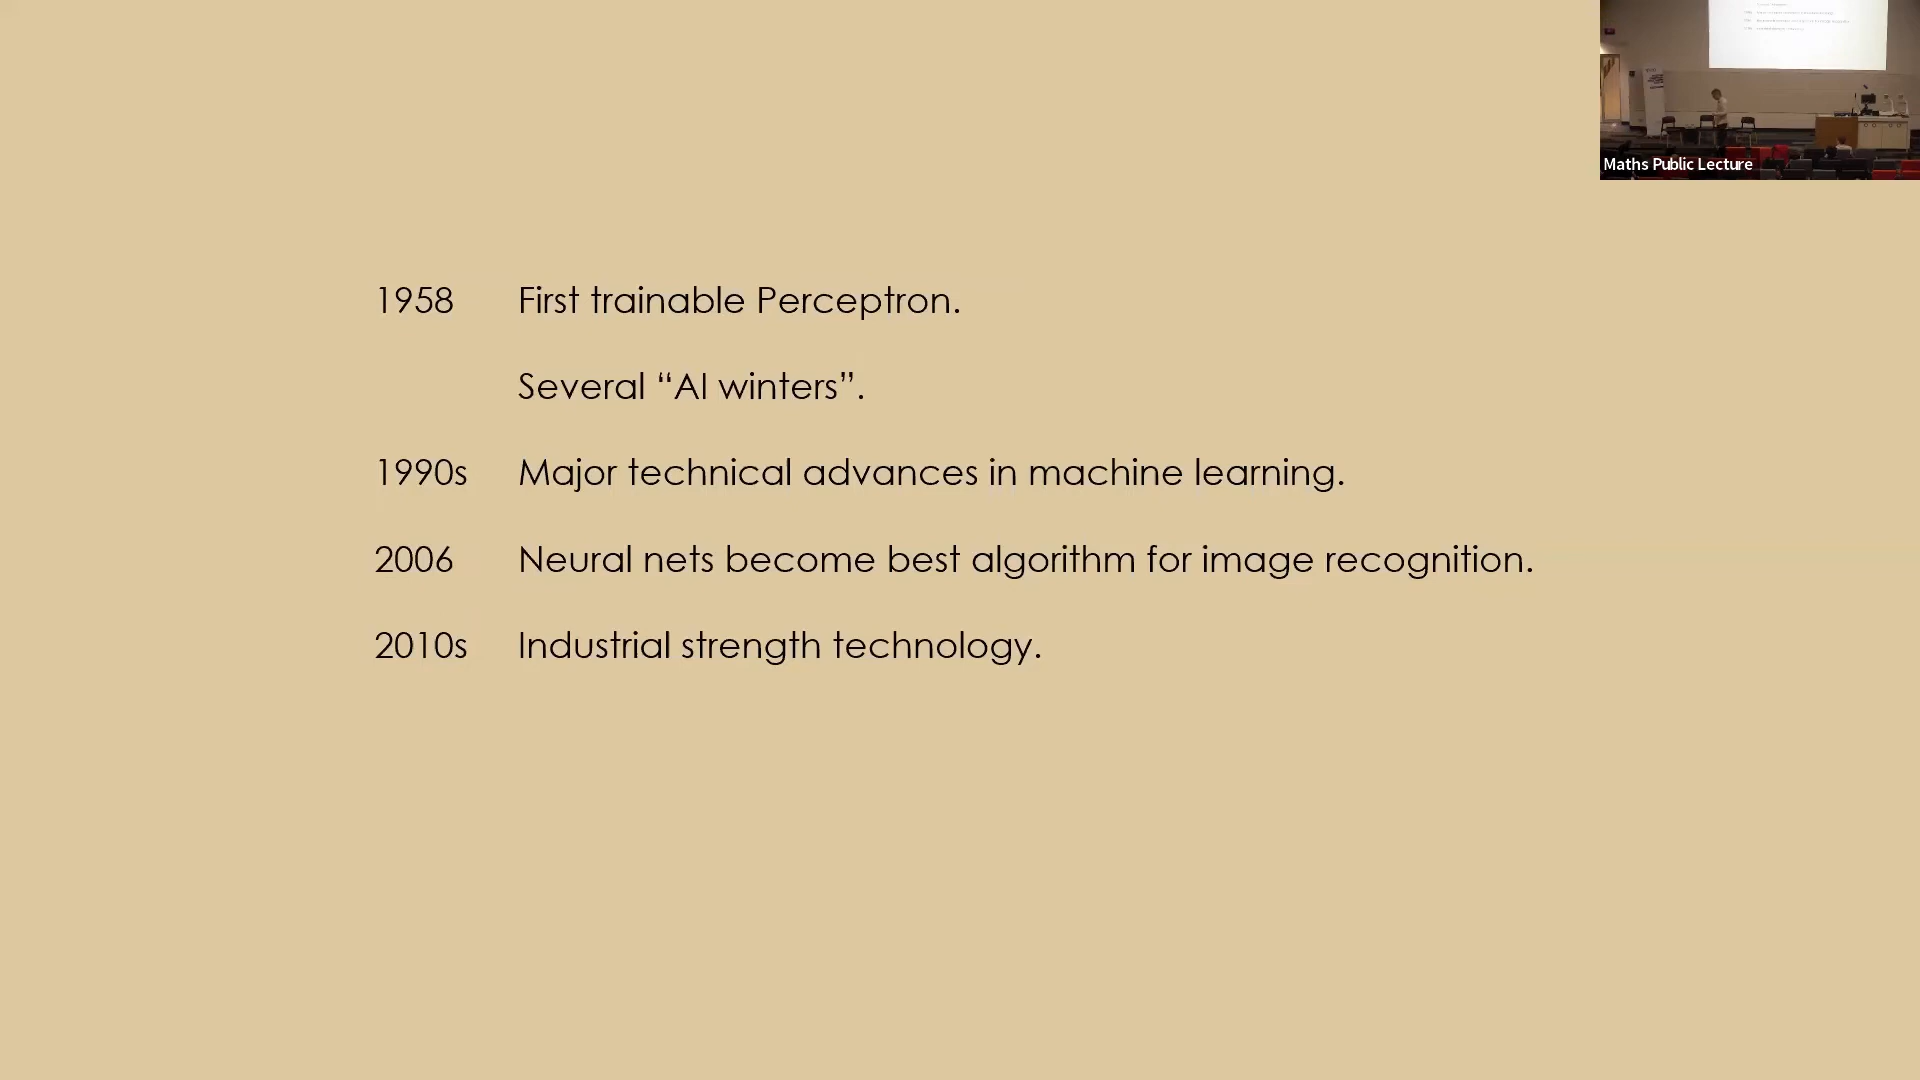 1958 First trainable Perceptron.
Several “AI winters”.
1990s Major technical advances in machine learning.
2006 Neural nets become best algorithm for image recognition.
2010s Industrial strength technology.
Maths Public Lecture